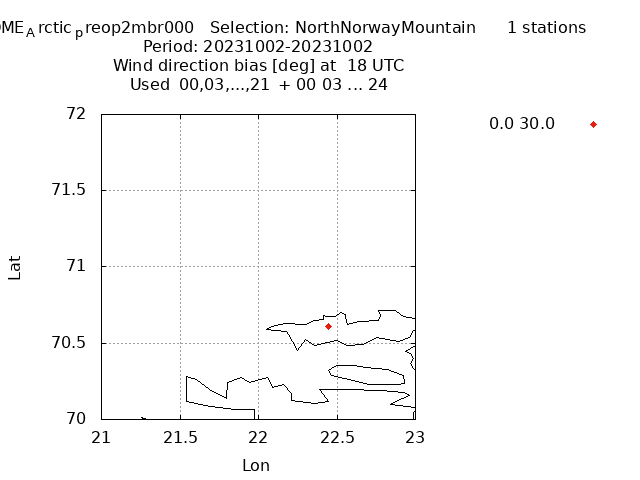 OME A rctic p reop2mbr000 Selection: NorthNorwayMountain 1 stations
Period: 20231002-20231002
Wind direction bias [deg] at 18 UTC
Used 00,03,...,21 + 00 03 ... 24
0.0 30.0
72
71.5
71
70.5
70
Lat
21 21.5 22 22.5 23
Lon